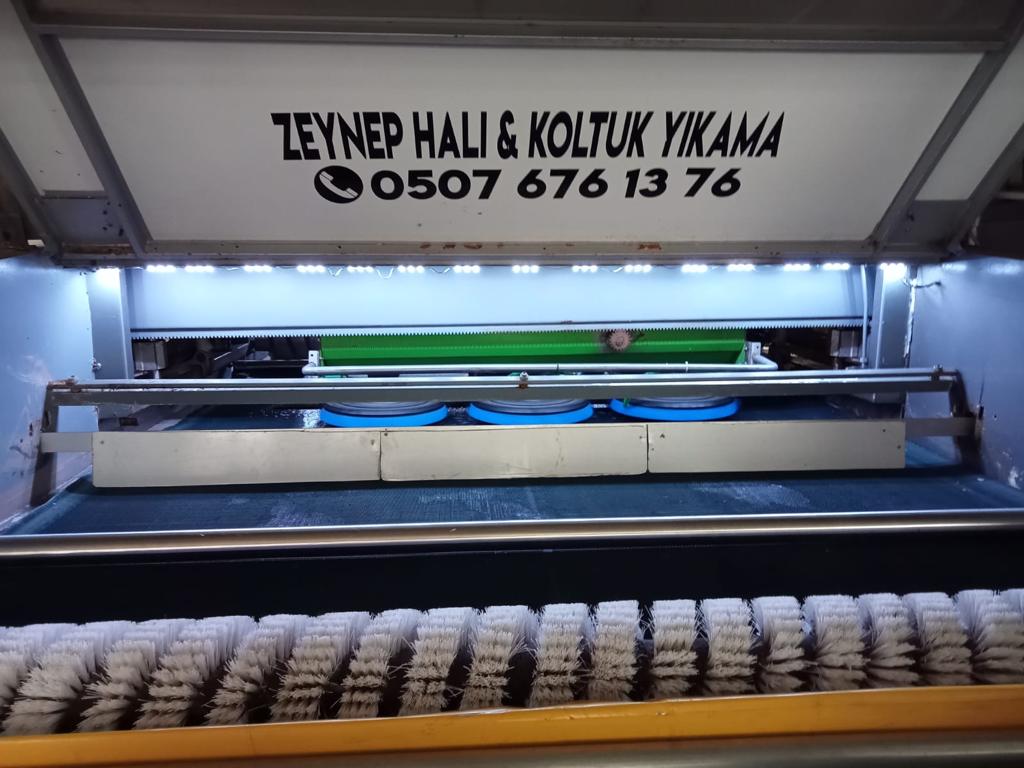 ZEYNEP HALI & KOLTUK YIKAMA
0507 676 13 76